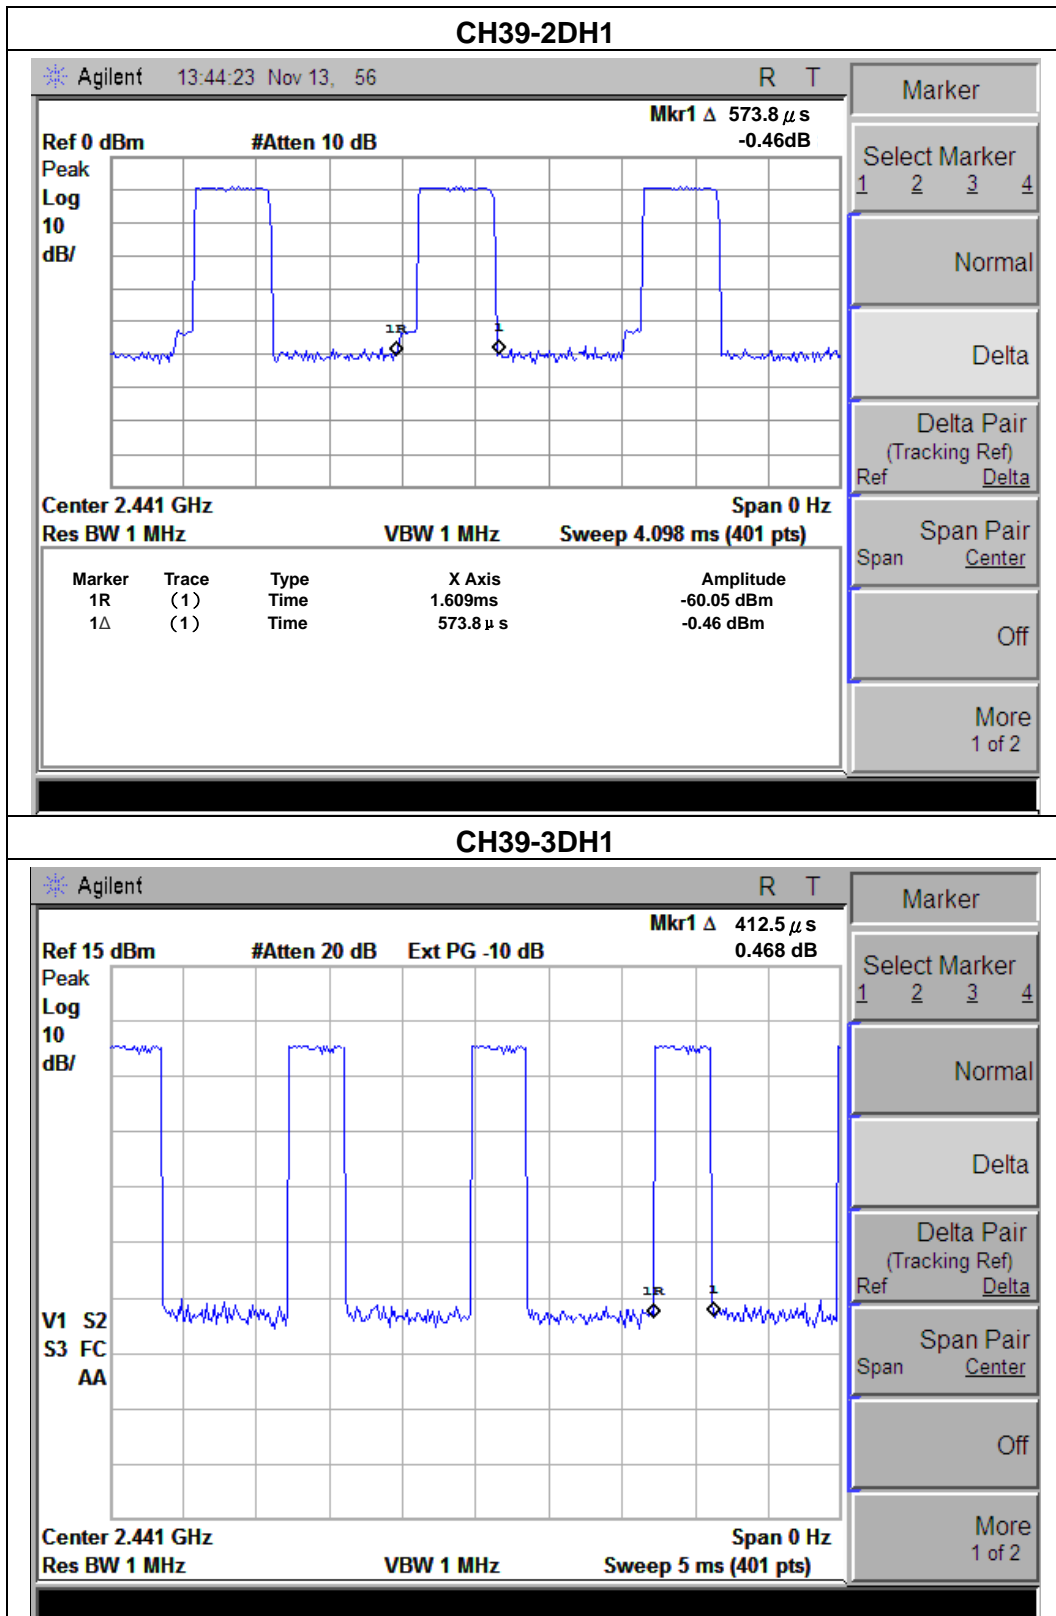 CH39-2DH1
Agilent 13:44:23 Nov 13, 56 R T
Mkr1 Δ 573.8 μs
Ref 0 dBm #Atten 10 dB -0.46dB
Peak
Log
10
dB/
1R 1
Center 2.441 GHz Span 0 Hz
Res BW 1 MHz VBW 1 MHz Sweep 4.098 ms (401 pts)
Marker Trace Type X Axis Amplitude
1R (1) Time 1.609ms -60.05 dBm
1Δ (1) Time 573.8μs -0.46 dBm
Marker
Select Marker
1 2 3 4
Normal
Delta
Delta Pair
(Tracking Ref)
Ref Delta
Span Pair
Span Center
Off
More
1 of 2
CH39-3DH1
Agilent R T
Mkr1 Δ 412.5 μs
Ref 15 dBm #Atten 20 dB Ext PG -10 dB 0.468 dB
Peak
Log
10
dB/
1R 1
V1 S2
S3 FC
AA
Center 2.441 GHz Span 0 Hz
Res BW 1 MHz VBW 1 MHz Sweep 5 ms (401 pts)
Marker
Select Marker
1 2 3 4
Normal
Delta
Delta Pair
(Tracking Ref)
Ref Delta
Span Pair
Span Center
Off
More
1 of 2